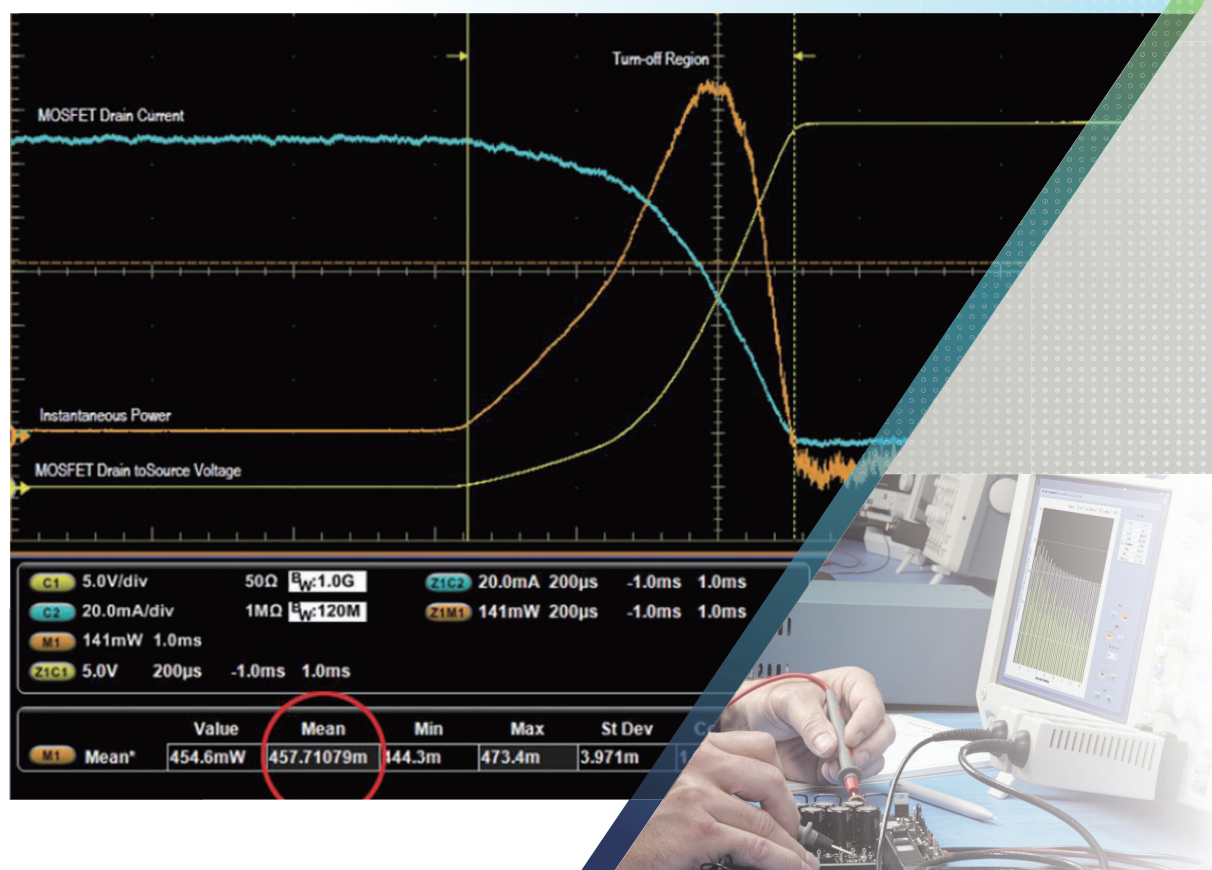 Turn-off Region
MOSFET Drain Current
Instantaneous Power
MOSFET Drain toSource Voltage
C1 5.0V/div 50Ω BW:1.0G Z1C2 20.0mA 200µs -1.0ms 1.0ms
C2 20.0mA/div 1MΩ BW:120M Z1M1 141mW 200µs -1.0ms 1.0ms
M1 141mW 1.0ms
Z1C1 5.0V 200µs -1.0ms 1.0ms
Value Mean Min Max St Dev
M1 Mean* 454.6mW 457.71079m 444.3m 473.4m 3.971m